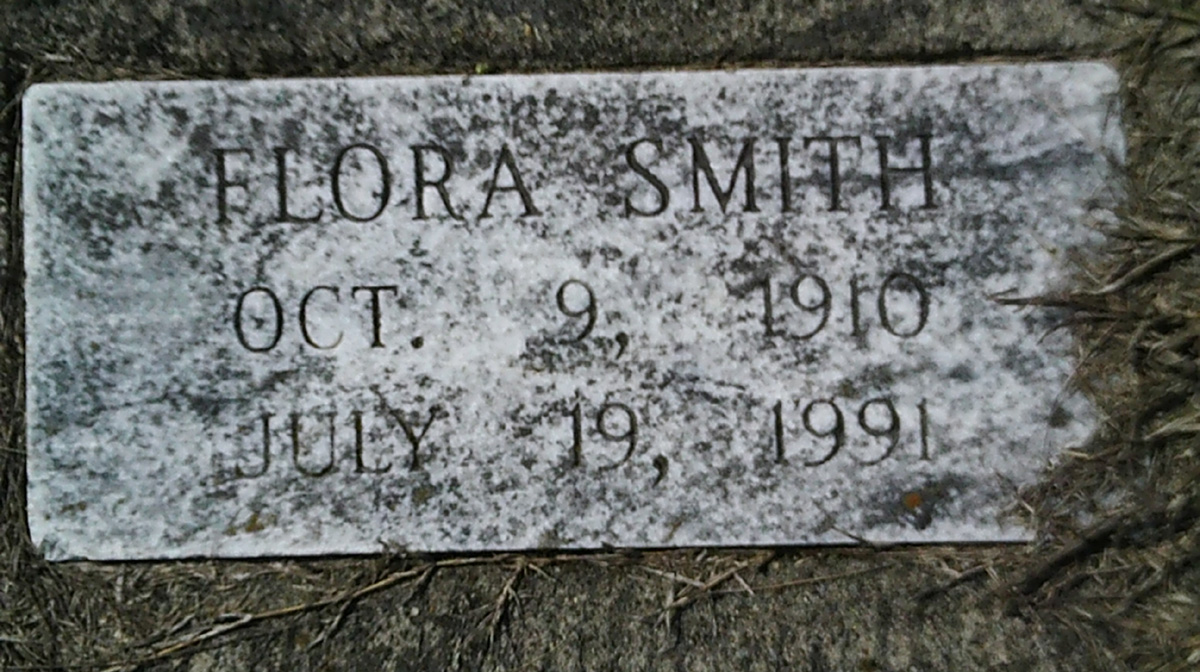 FLORA SMITH
OCT. 9, 1910
JULY 19, 1991